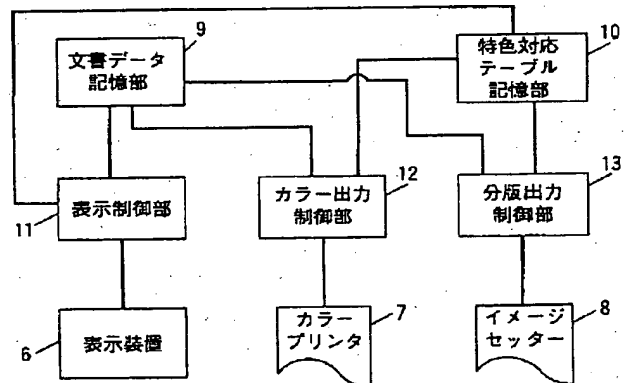 9
文書データ
記憶部
10
特色対応
テーブル
記憶部
11
表示制御部
12
カラー出力
制御部
13
分版出力
制御部
6
表示装置
7
カラー
プリンタ
8
イメージ
セッター